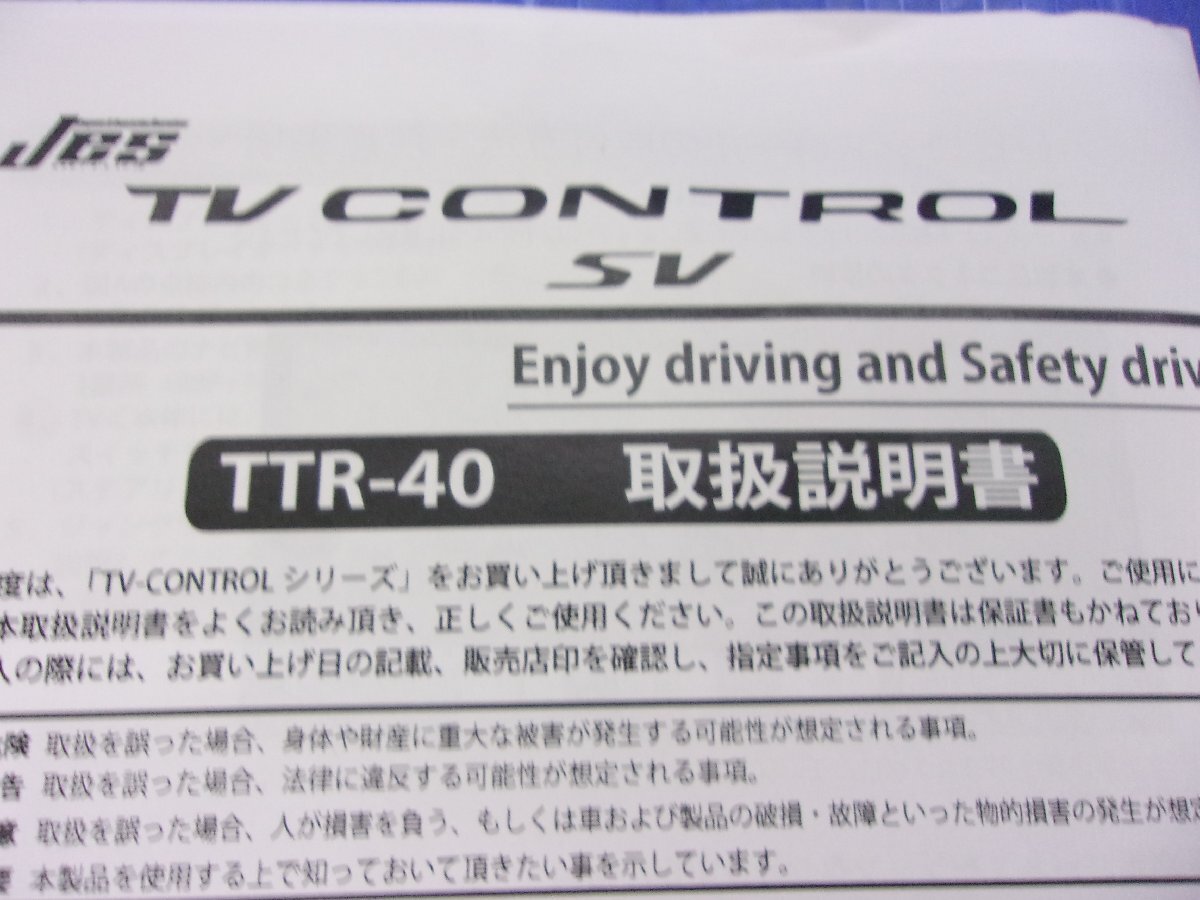 Jes
TV CONTROL
SV
Enjoy driving and Safety driv
TTR-40 取扱説明書
度は、「TV-CONTROL シリーズ」をお買い上げ頂きまして誠にありがとうございます。ご使用に
本取扱説明書をよくお読み頂き、正しくご使用ください。この取扱説明書は保証書もかねてお
入の際には、お買い上げ日の記載、販売店印を確認し、指定事項をご記入の上大切に保管して
険 取扱を誤った場合、身体や財産に重大な被害が発生する可能性が想定される事項。
告 取扱を誤った場合、法律に違反する可能性が想定される事項。
意 取扱を誤った場合、人が損害を負う、もしくは車および製品の破損・故障といった物的損害の発生が想定
要 本製品を使用する上で知っておいて頂きたい事を示しています。